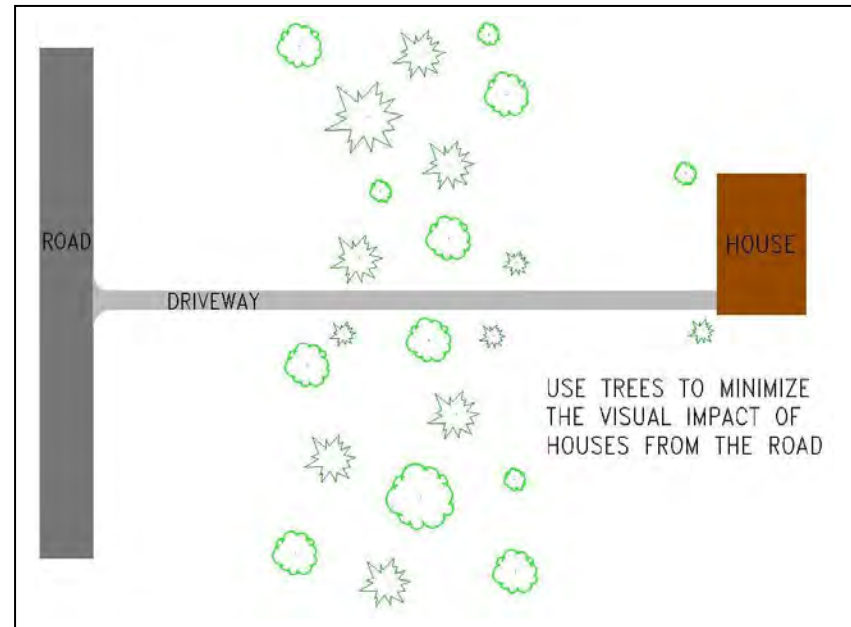 ROAD
HOUSE
DRIVEWAY
USE TREES TO MINIMIZE
THE VISUAL IMPACT OF
HOUSES FROM THE ROAD